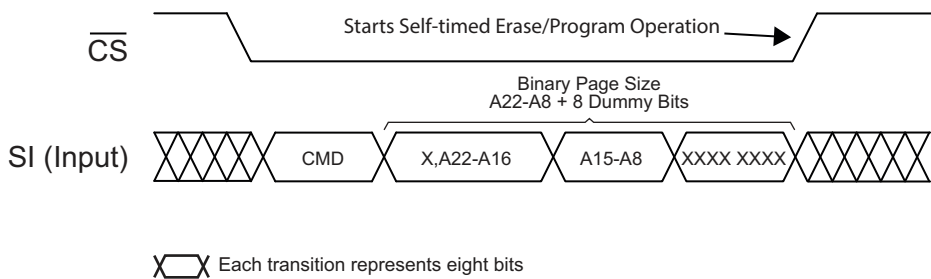 Starts Self-timed Erase/Program Operation
CS
Binary Page Size
A22-A8 + 8 Dummy Bits
SI (Input)
CMD
X,A22-A16
A15-A8
XXXX XXXX
Each transition represents eight bits